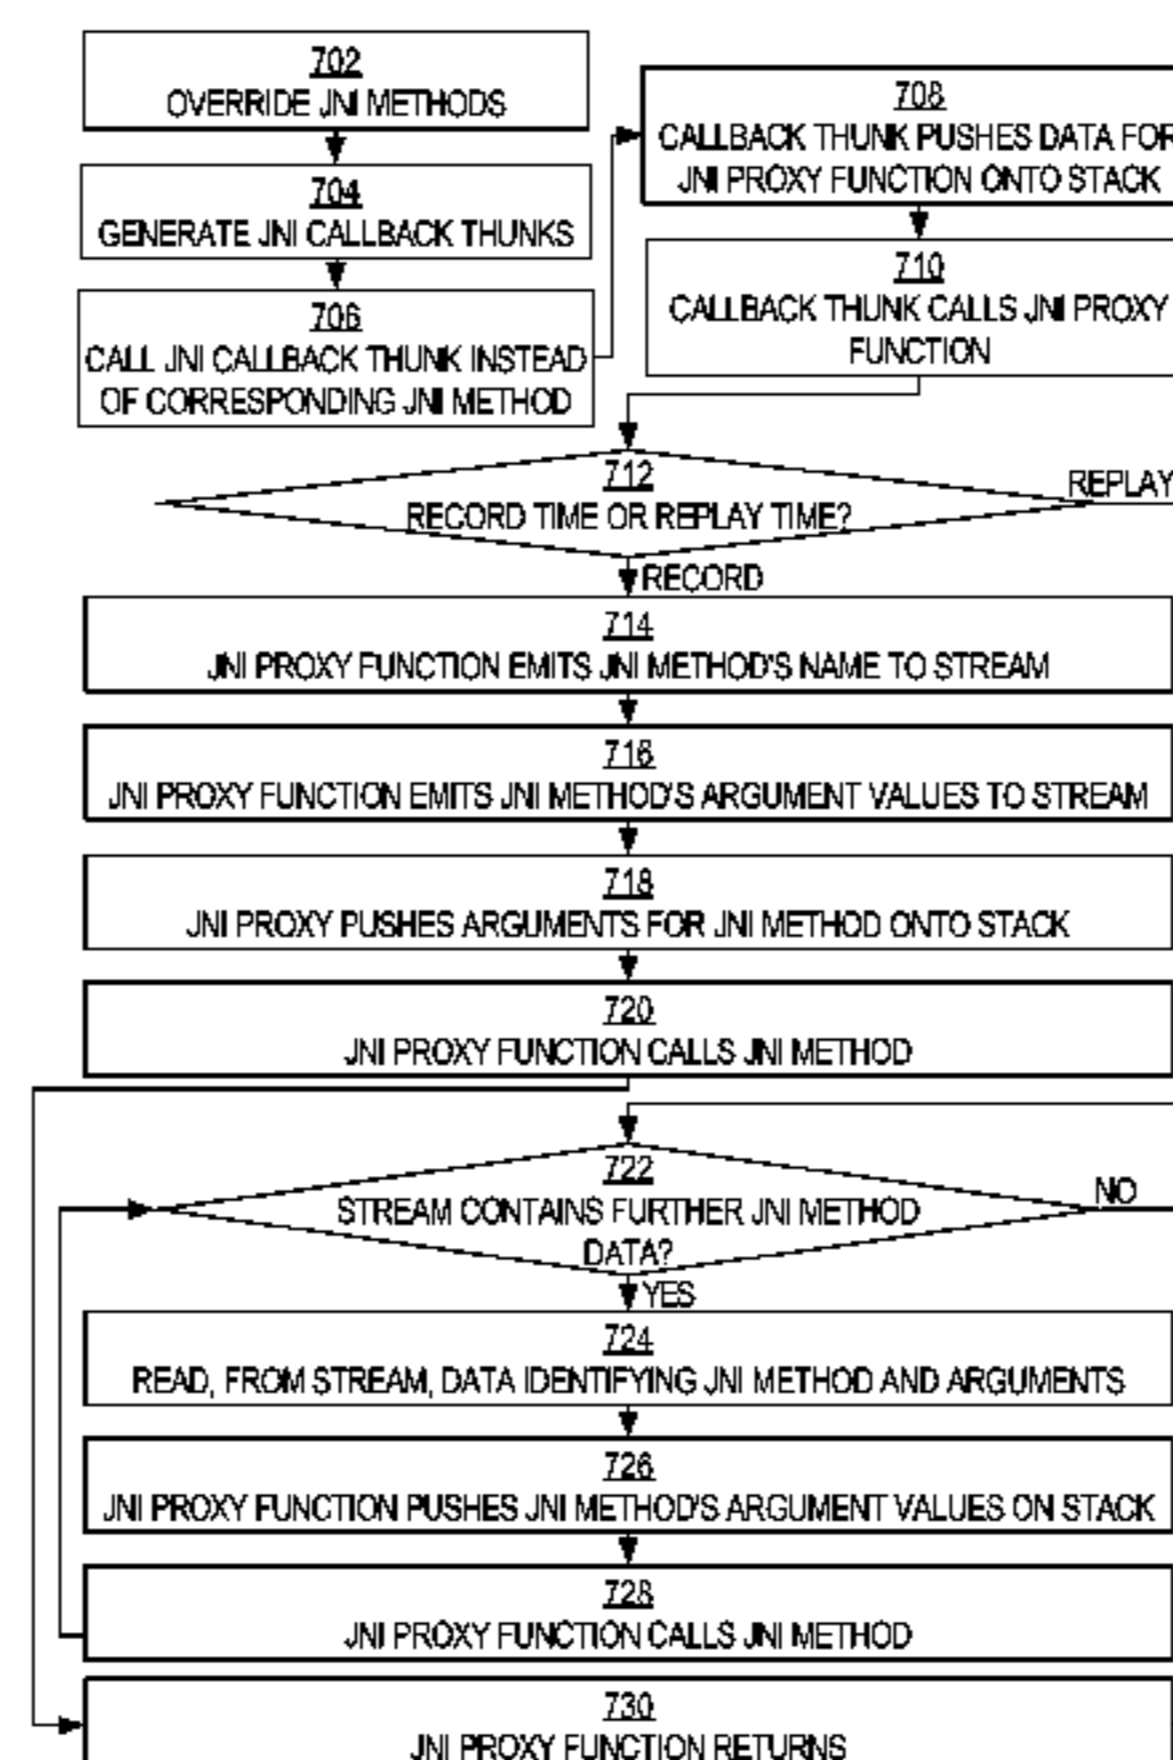 702
OVERRIDE JNI METHODS
704
GENERATE JNI CALLBACK THUNKS
706
CALL JNI CALLBACK THUNK INSTEAD
OF CORRESPONDING JNI METHOD
708
CALLBACK THUNK PUSHES DATA FOR
JNI PROXY FUNCTION ONTO STACK
710
CALLBACK THUNK CALLS JNI PROXY
FUNCTION
712
RECORD TIME OR REPLAY TIME?
REPLAY
RECORD
714
JNI PROXY FUNCTION EMITS JNI METHOD'S NAME TO STREAM
716
JNI PROXY FUNCTION EMITS JNI METHOD'S ARGUMENT VALUES TO STREAM
718
JNI PROXY PUSHES ARGUMENTS FOR JNI METHOD ONTO STACK
720
JNI PROXY FUNCTION CALLS JNI METHOD
722
STREAM CONTAINS FURTHER JNI METHOD
DATA?
NO
YES
724
READ, FROM STREAM, DATA IDENTIFYING JNI METHOD AND ARGUMENTS
726
JNI PROXY FUNCTION PUSHES JNI METHOD'S ARGUMENT VALUES ON STACK
728
JNI PROXY FUNCTION CALLS JNI METHOD
730
JNI PROXY FUNCTION RETURNS